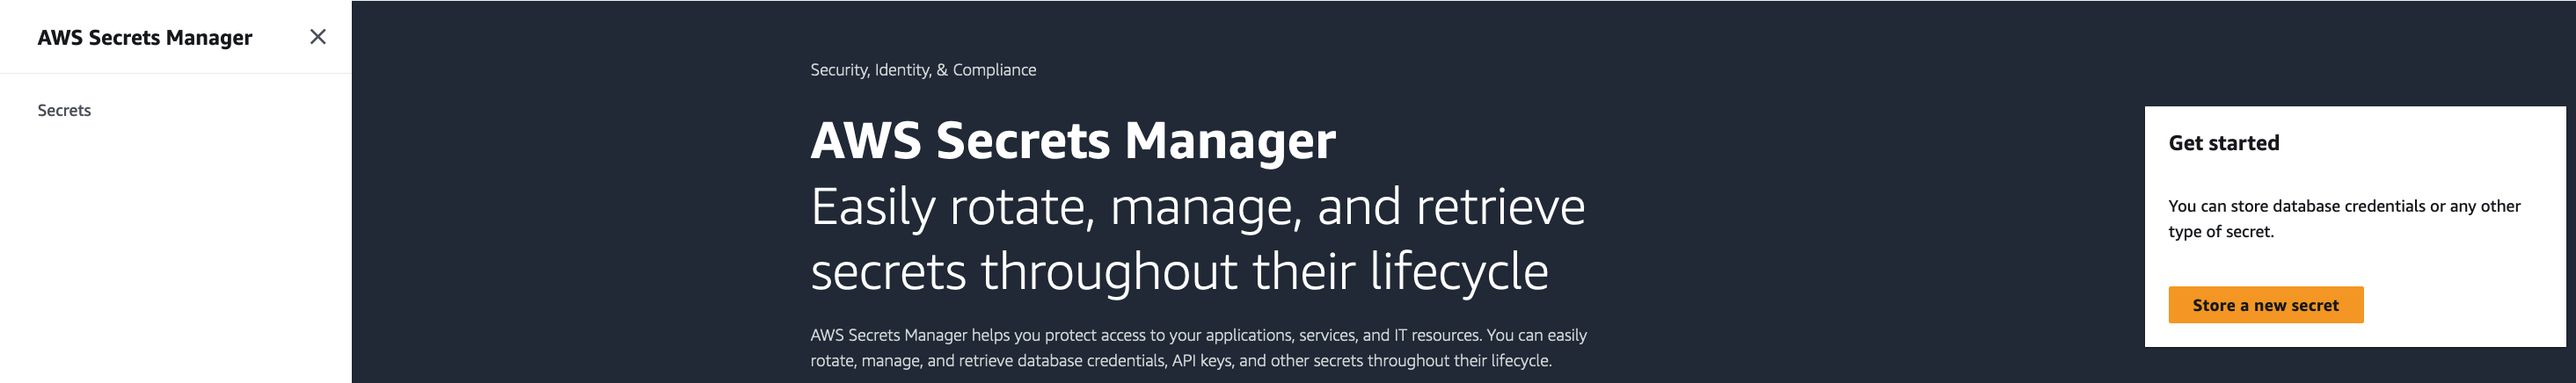 AWS Secrets Manager
Secrets
Security, Identity, & Compliance
AWS Secrets Manager
Easily rotate, manage, and retrieve
secrets throughout their lifecycle
AWS Secrets Manager helps you protect access to your applications, services, and IT resources. You can easily
rotate, manage, and retrieve database credentials, API keys, and other secrets throughout their lifecycle.
Get started
You can store database credentials or any other
type of secret.
Store a new secret